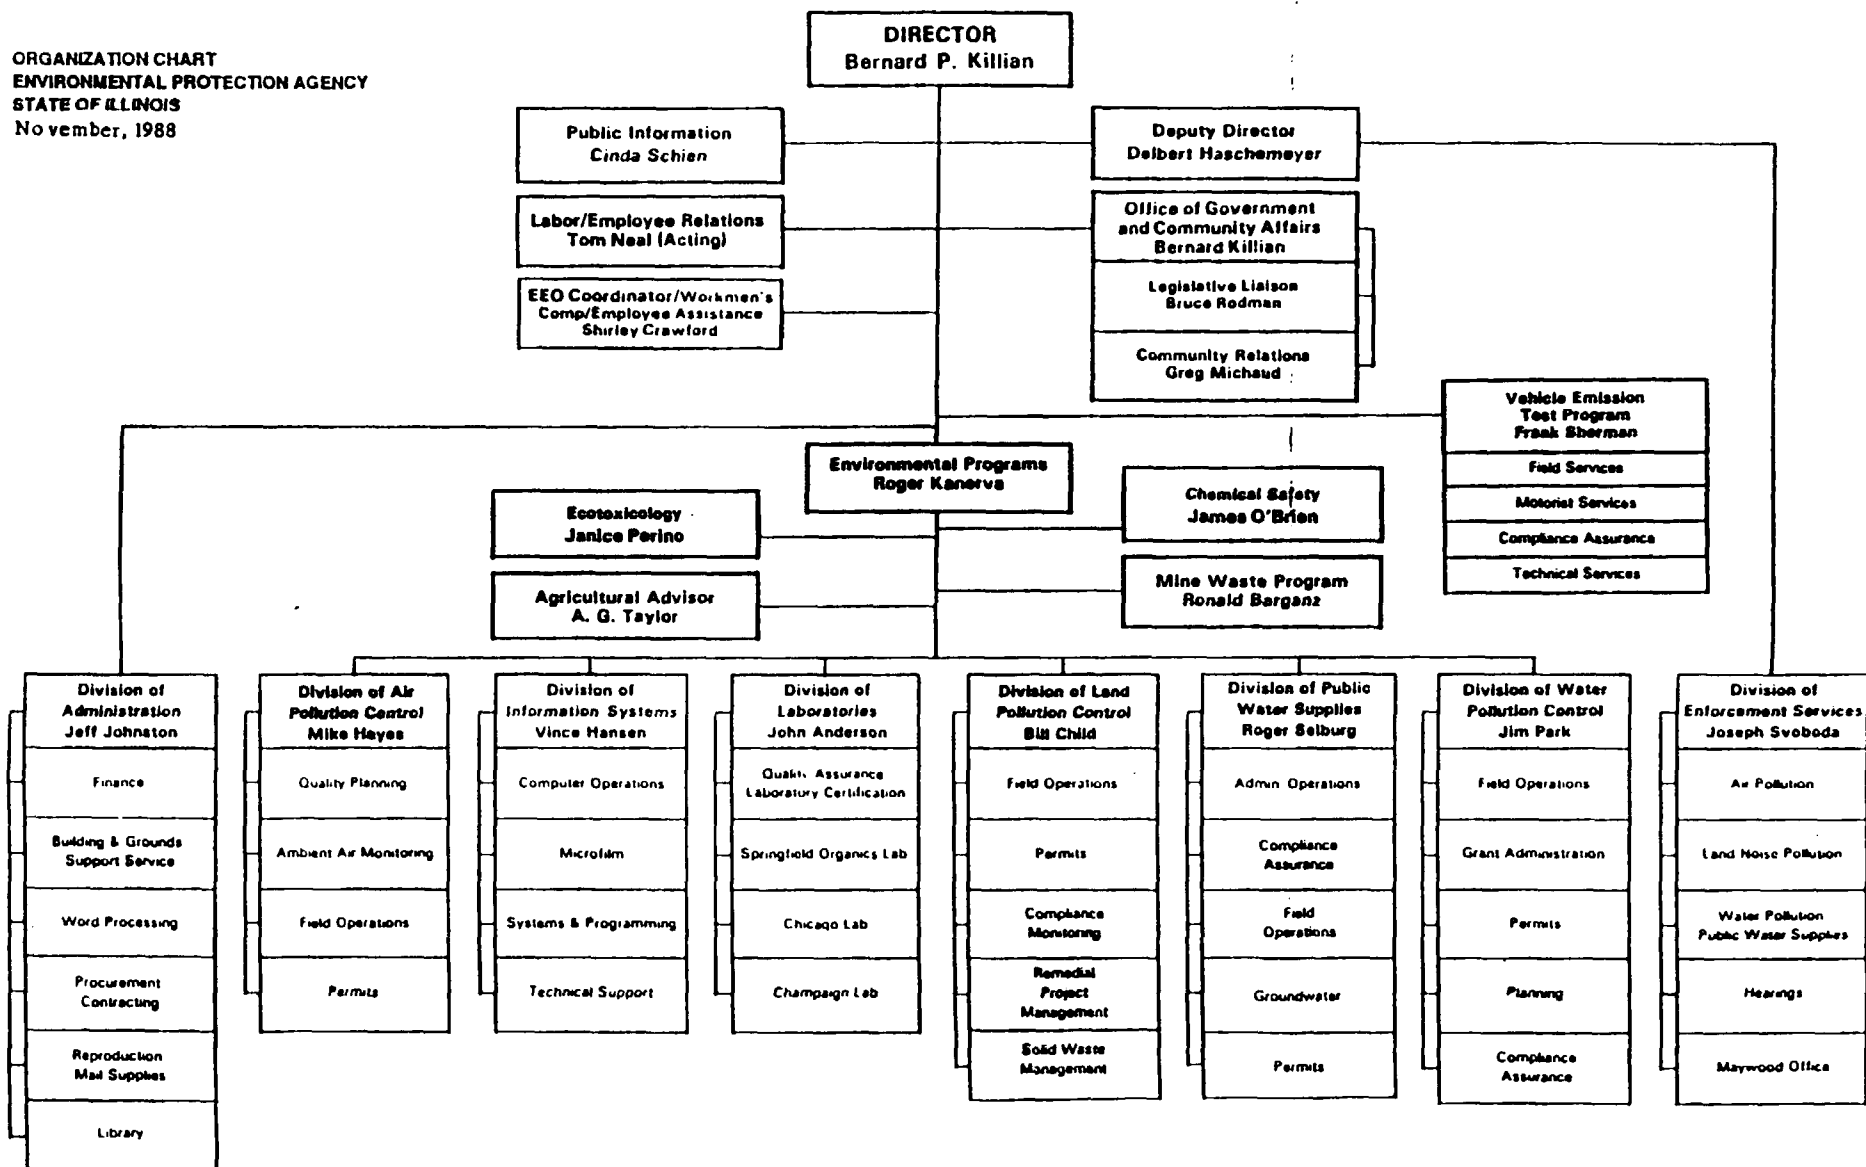 ORGANIZATION CHART
ENVIRONMENTAL PROTECTION AGENCY
STATE OF ILLINOIS
November, 1988
DIRECTOR
Bernard P. Killian
Public Information
Cinda Schien
Deputy Director
Delbert Haschemeyer
Labor/Employee Relations
Tom Neal (Acting)
Office of Government
and Community Affairs
Bernard Killian
EEO Coordinator/Workmen's
Comp/Employee Assistance
Shirley Crawford
Legislative Liaison
Bruce Rodman
Community Relations
Greg Michaud
Vehicle Emission
Test Program
Frank Sherman
Field Services
Motorist Services
Compliance Assurance
Technical Services
Environmental Programs
Roger Kanerva
Ecotoxicology
Janice Perino
Chemical Safety
James O'Brien
Agricultural Advisor
A. G. Taylor
Mine Waste Program
Ronald Barganz
Division of
Administration
Jeff Johnston
Finance
Building & Grounds
Support Service
Word Processing
Procurement
Contracting
Reproduction
Mail Supplies
Library
Division of Air
Pollution Control
Mike Hayes
Quality Planning
Ambient Air Monitoring
Field Operations
Permits
Division of
Information Systems
Vince Hansen
Computer Operations
Microfilm
Systems & Programming
Technical Support
Division of
Laboratories
John Anderson
Quality Assurance
Laboratory Certification
Springfield Organics Lab
Chicago Lab
Champaign Lab
Division of Land
Pollution Control
Bill Child
Field Operations
Permits
Compliance
Monitoring
Remedial
Project
Management
Solid Waste
Management
Division of Public
Water Supplies
Roger Selburg
Admin Operations
Compliance
Assurance
Field
Operations
Groundwater
Permits
Division of Water
Pollution Control
Jim Park
Field Operations
Grant Administration
Permits
Planning
Compliance
Assurance
Division of
Enforcement Services
Joseph Svoboda
Air Pollution
Land Noise Pollution
Water Pollution
Public Water Supplies
Hearings
Maywood Office